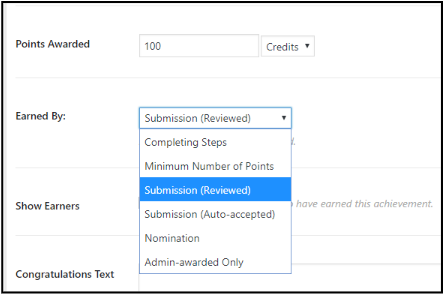 Points Awarded 100 Credits
Earned By: Submission (Reviewed)
Completing Steps
Minimum Number of Points
Submission (Reviewed)
Show Earners Submission (Auto-accepted) have earned this achievement.
Nomination
Admin-awarded Only
Congratulations Text